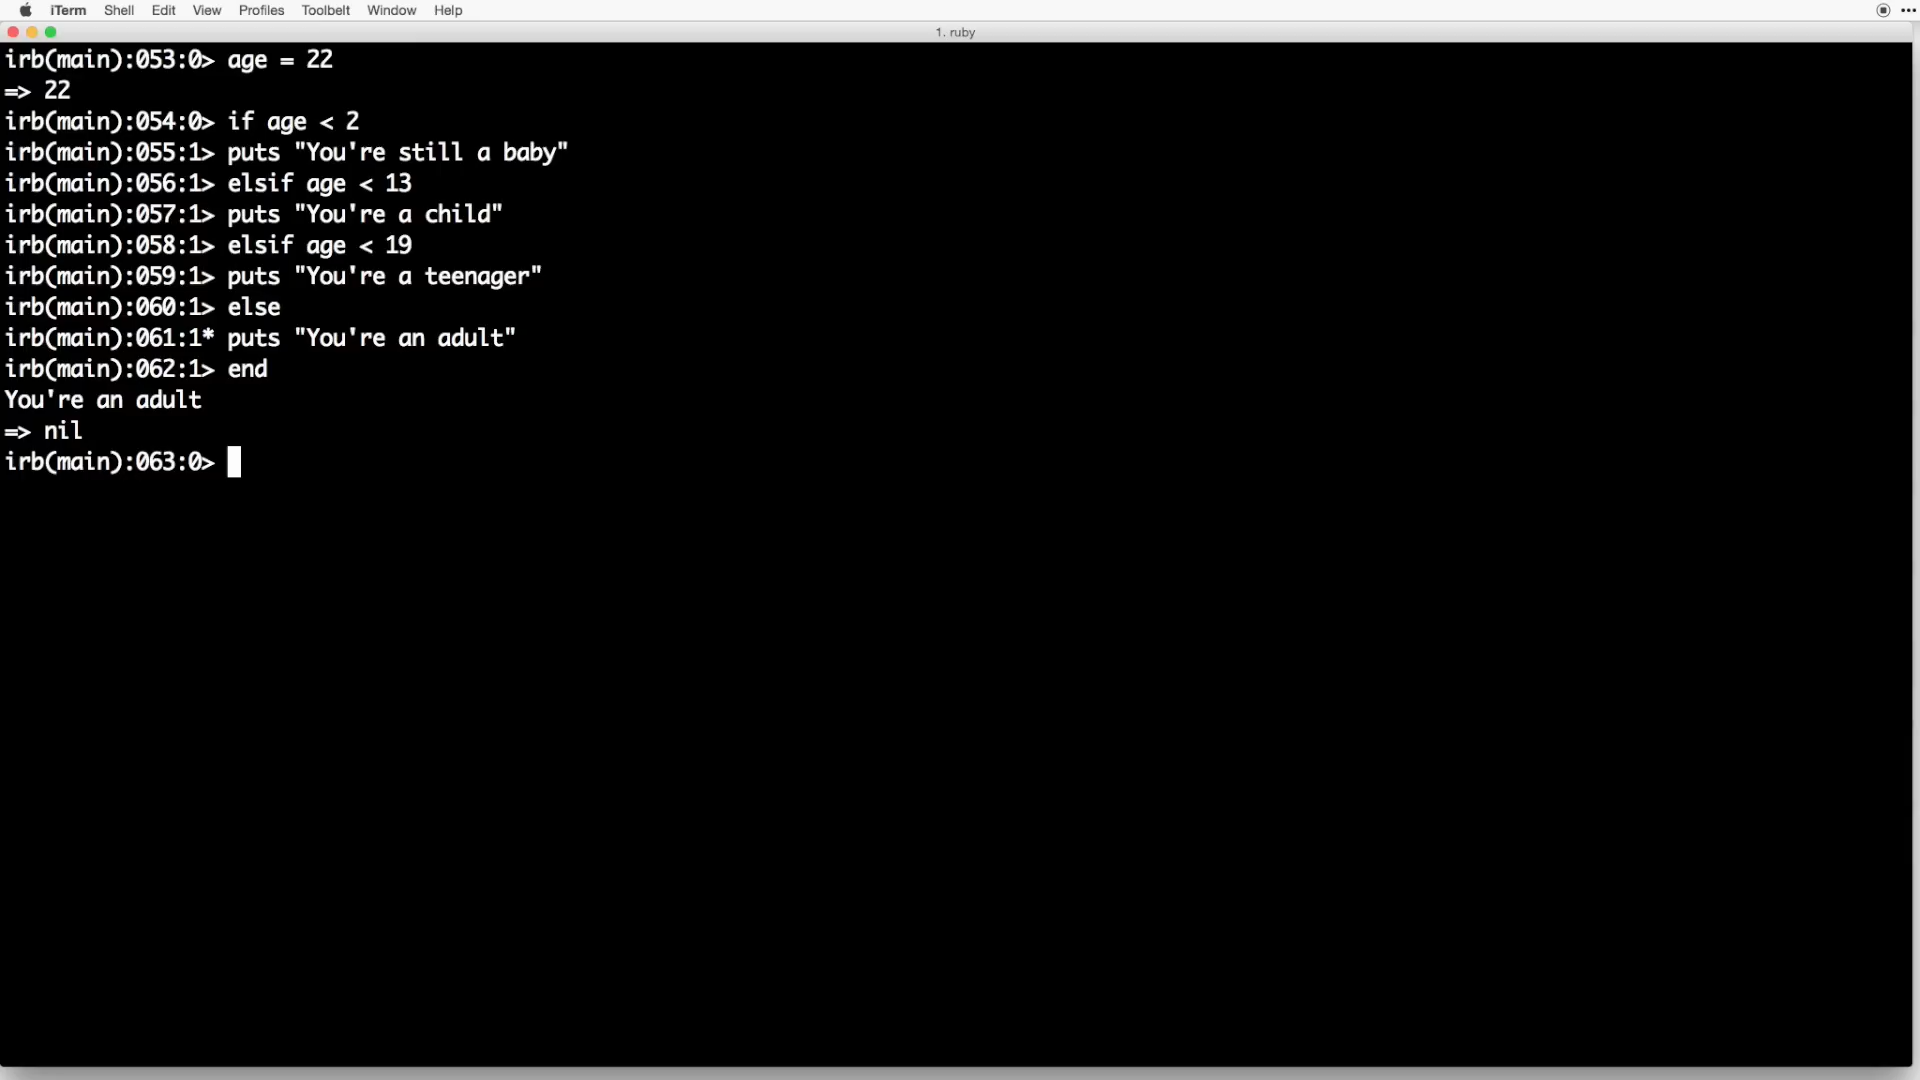 iTerm Shell Edit View Profiles Toolbelt Window Help
1. ruby
irb(main):053:0> age = 22
=> 22
irb(main):054:0> if age < 2
irb(main):055:1> puts "You're still a baby"
irb(main):056:1> elsif age < 13
irb(main):057:1> puts "You're a child"
irb(main):058:1> elsif age < 19
irb(main):059:1> puts "You're a teenager"
irb(main):060:1> else
irb(main):061:1* puts "You're an adult"
irb(main):062:1> end
You're an adult
=> nil
irb(main):063:0>